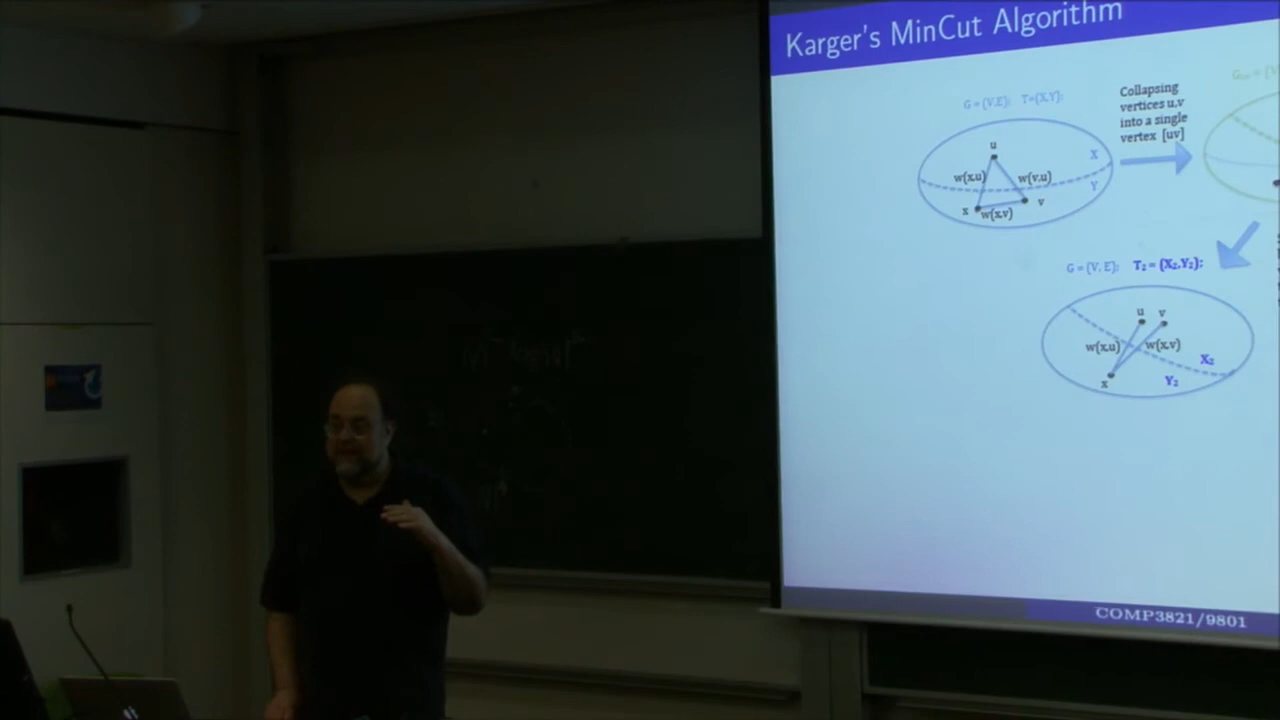 Karger's MinCut Algorithm
G = (V,E); T=(X,Y);
Collapsing
vertices u,v
into a single
vertex [uv]
u
X
w(x,u)
w(v,u)
Y
x
w(x,v)
v
G = (V, E); T₂ = (X₂,Y₂);
u v
w(x,u)
w(x,v)
X₂
x
Y₂
COMP3821/9801